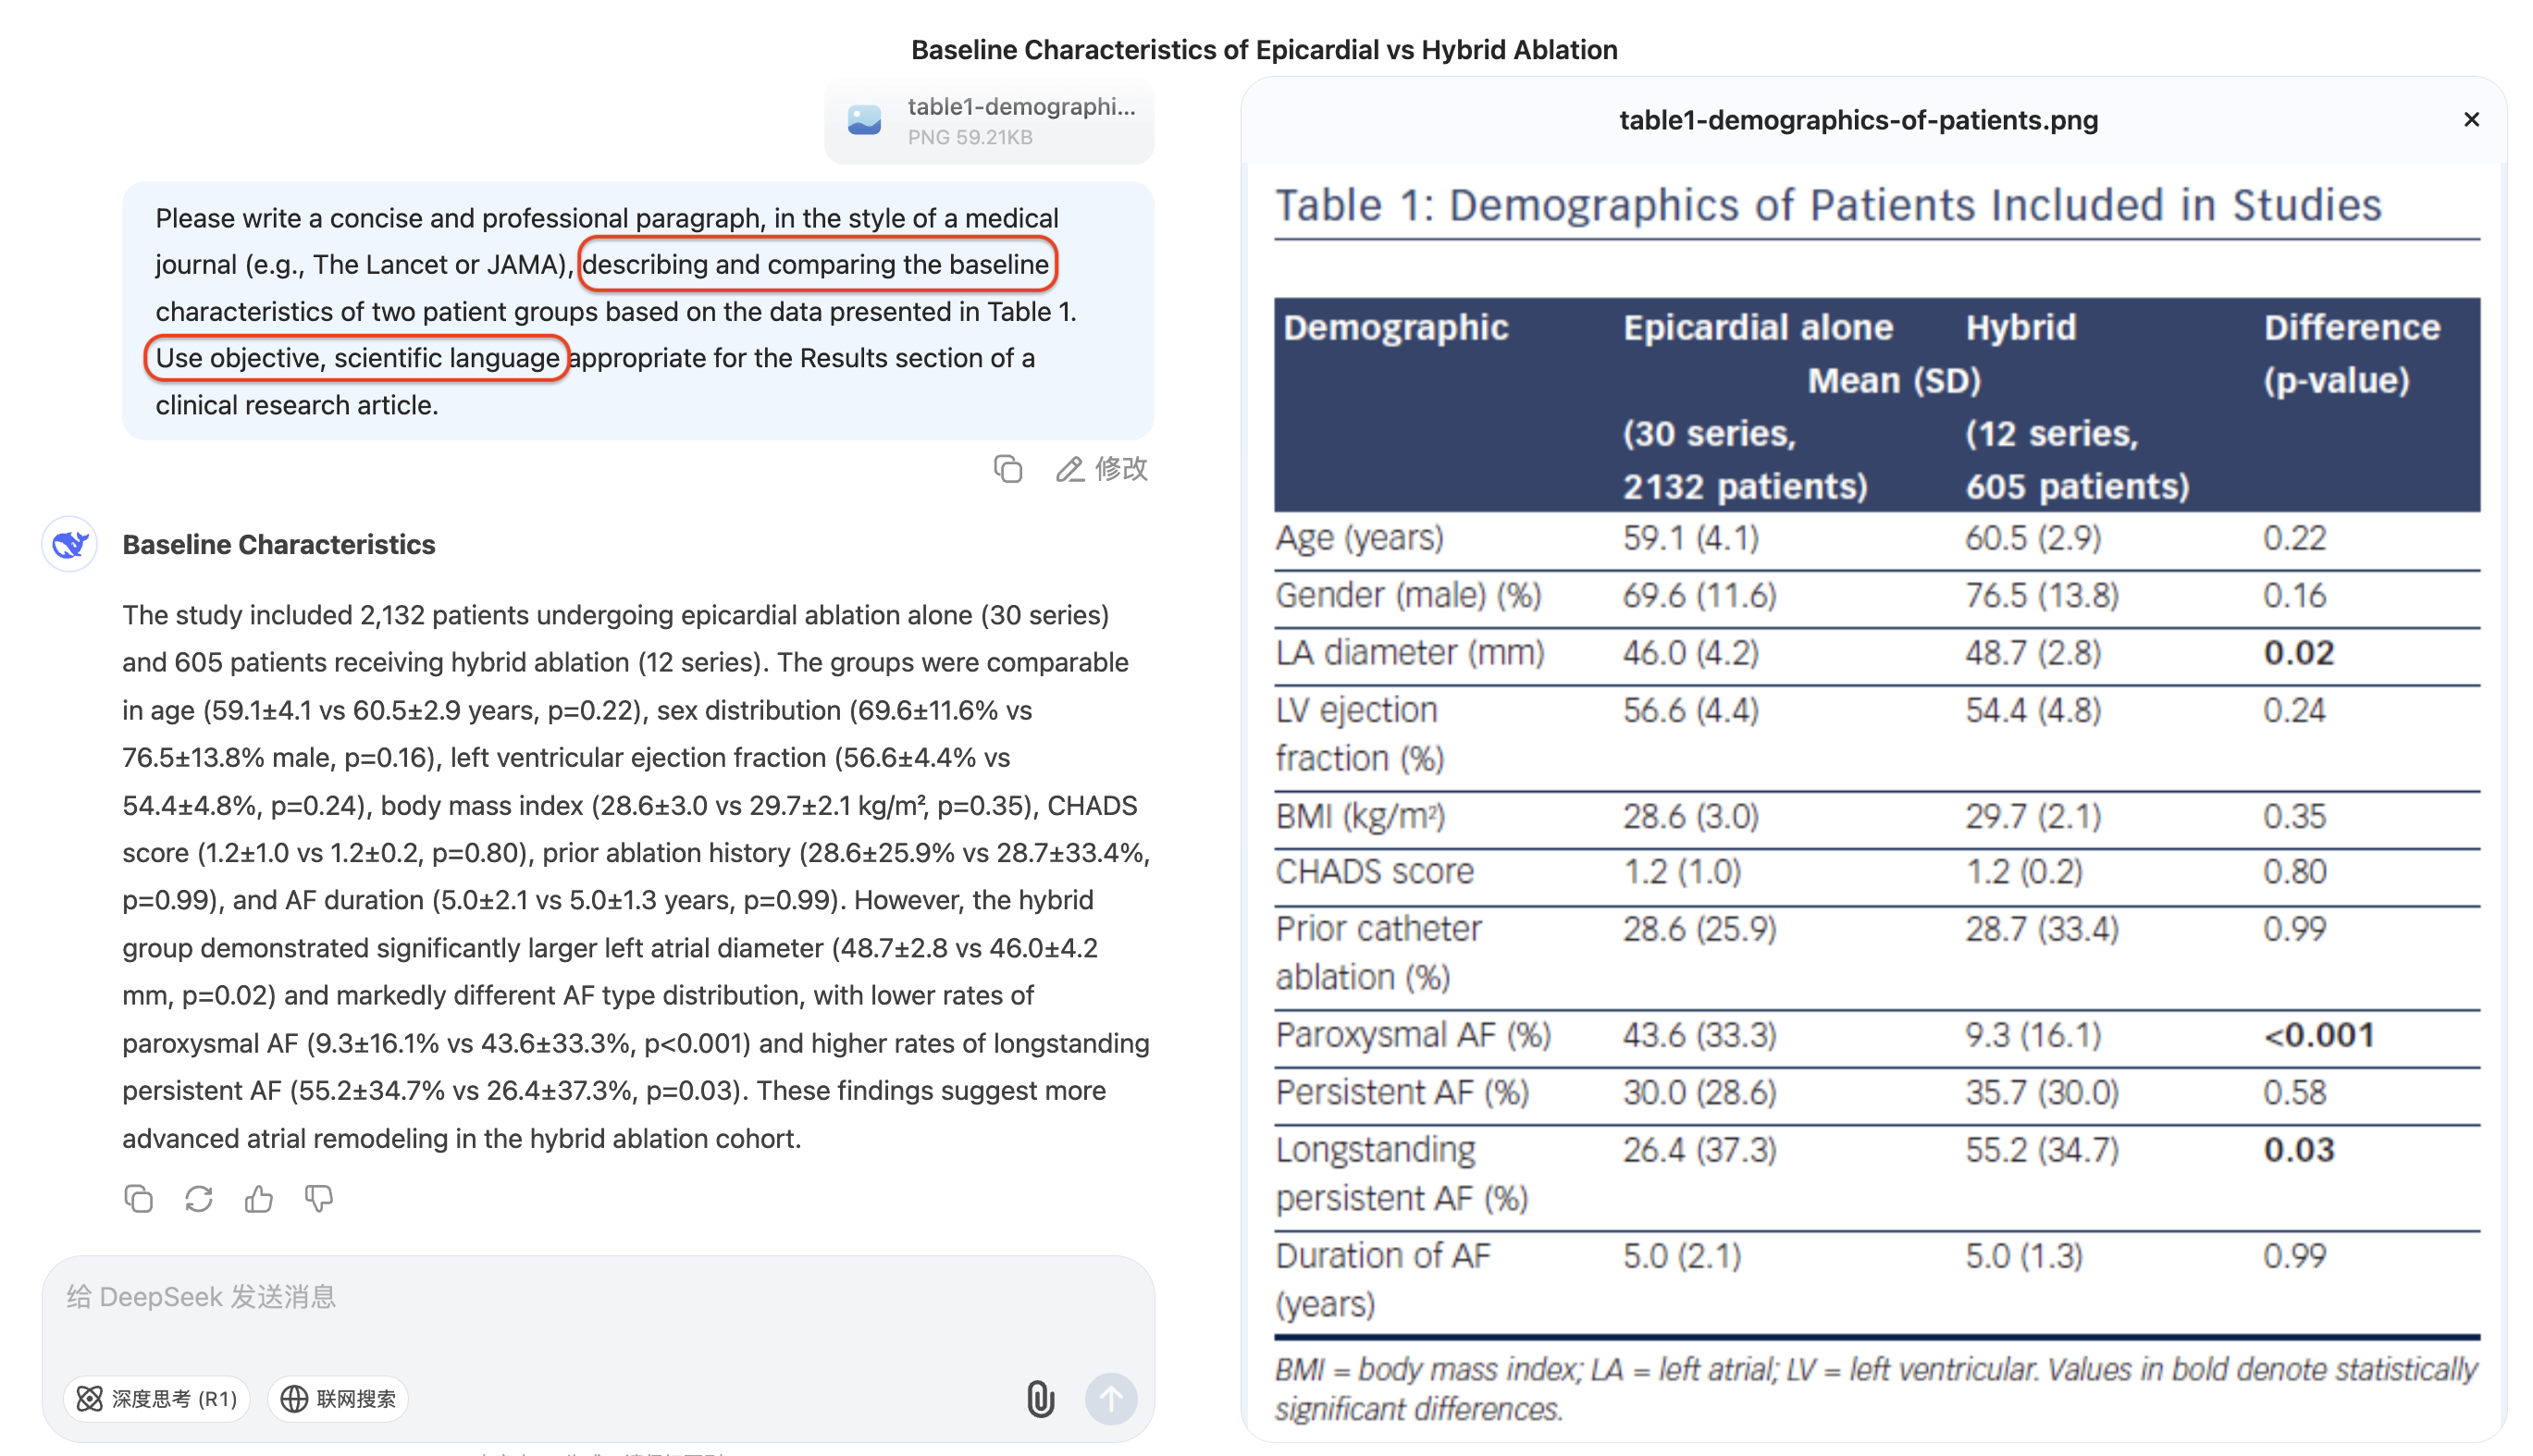 Baseline Characteristics of Epicardial vs Hybrid Ablation
table1-demographi...
PNG 59.21KB
Please write a concise and professional paragraph, in the style of a medical
journal (e.g., The Lancet or JAMA), describing and comparing the baseline
characteristics of two patient groups based on the data presented in Table 1.
Use objective, scientific language appropriate for the Results section of a
clinical research article.
修改
Baseline Characteristics
The study included 2,132 patients undergoing epicardial ablation alone (30 series)
and 605 patients receiving hybrid ablation (12 series). The groups were comparable
in age (59.1±4.1 vs 60.5±2.9 years, p=0.22), sex distribution (69.6±11.6% vs
76.5±13.8% male, p=0.16), left ventricular ejection fraction (56.6±4.4% vs
54.4±4.8%, p=0.24), body mass index (28.6±3.0 vs 29.7±2.1 kg/m², p=0.35), CHADS
score (1.2±1.0 vs 1.2±0.2, p=0.80), prior ablation history (28.6±25.9% vs 28.7±33.4%,
p=0.99), and AF duration (5.0±2.1 vs 5.0±1.3 years, p=0.99). However, the hybrid
group demonstrated significantly larger left atrial diameter (48.7±2.8 vs 46.0±4.2
mm, p=0.02) and markedly different AF type distribution, with lower rates of
paroxysmal AF (9.3±16.1% vs 43.6±33.3%, p<0.001) and higher rates of longstanding
persistent AF (55.2±34.7% vs 26.4±37.3%, p=0.03). These findings suggest more
advanced atrial remodeling in the hybrid ablation cohort.
给 DeepSeek 发送消息
深度思考 (R1) 联网搜索
table1-demographics-of-patients.png
Table 1: Demographics of Patients Included in Studies
Demographic Epicardial alone Hybrid Difference
Mean (SD) (p-value)
(30 series, (12 series,
2132 patients) 605 patients)
Age (years) 59.1 (4.1) 60.5 (2.9) 0.22
Gender (male) (%) 69.6 (11.6) 76.5 (13.8) 0.16
LA diameter (mm) 46.0 (4.2) 48.7 (2.8) 0.02
LV ejection 56.6 (4.4) 54.4 (4.8) 0.24
fraction (%)
BMI (kg/m²) 28.6 (3.0) 29.7 (2.1) 0.35
CHADS score 1.2 (1.0) 1.2 (0.2) 0.80
Prior catheter 28.6 (25.9) 28.7 (33.4) 0.99
ablation (%)
Paroxysmal AF (%) 43.6 (33.3) 9.3 (16.1) <0.001
Persistent AF (%) 30.0 (28.6) 35.7 (30.0) 0.58
Longstanding 26.4 (37.3) 55.2 (34.7) 0.03
persistent AF (%)
Duration of AF 5.0 (2.1) 5.0 (1.3) 0.99
(years)
BMI = body mass index; LA = left atrial; LV = left ventricular. Values in bold denote statistically
significant differences.